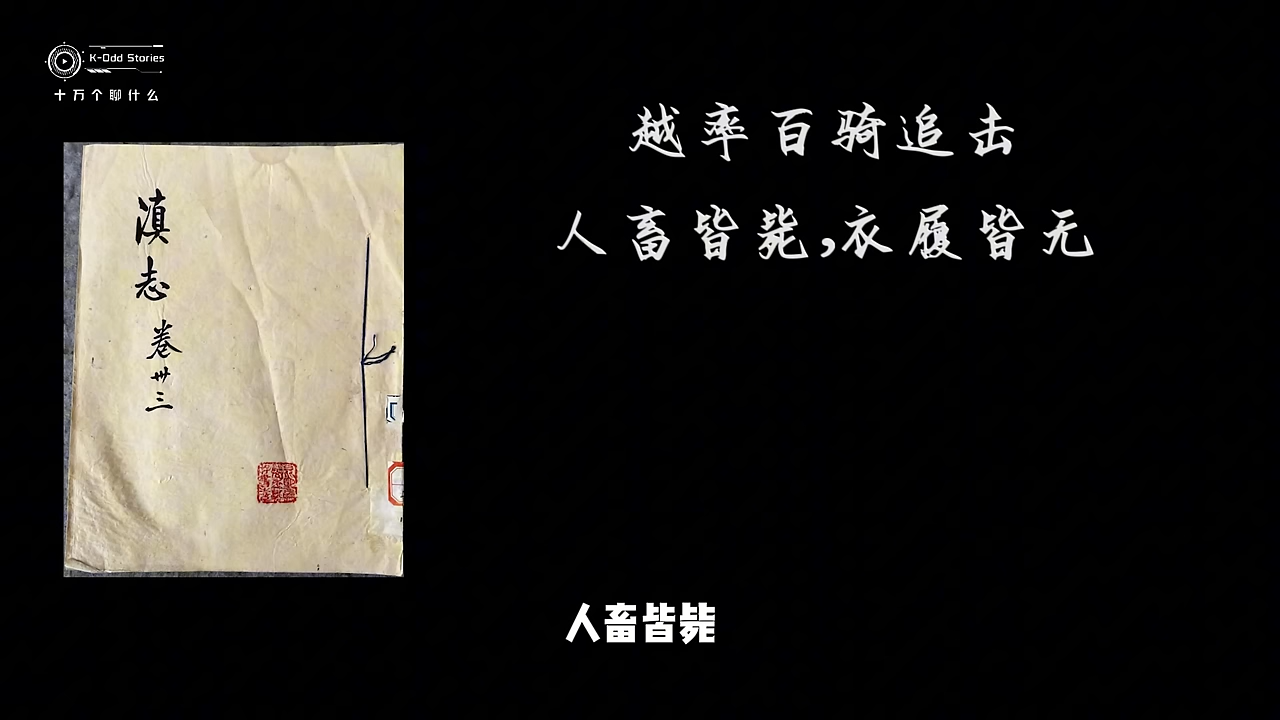 K-Odd Stories
十万个聊什么
越率百骑追击
人畜皆毙,衣履皆无
滇志
卷卅三
人畜皆毙